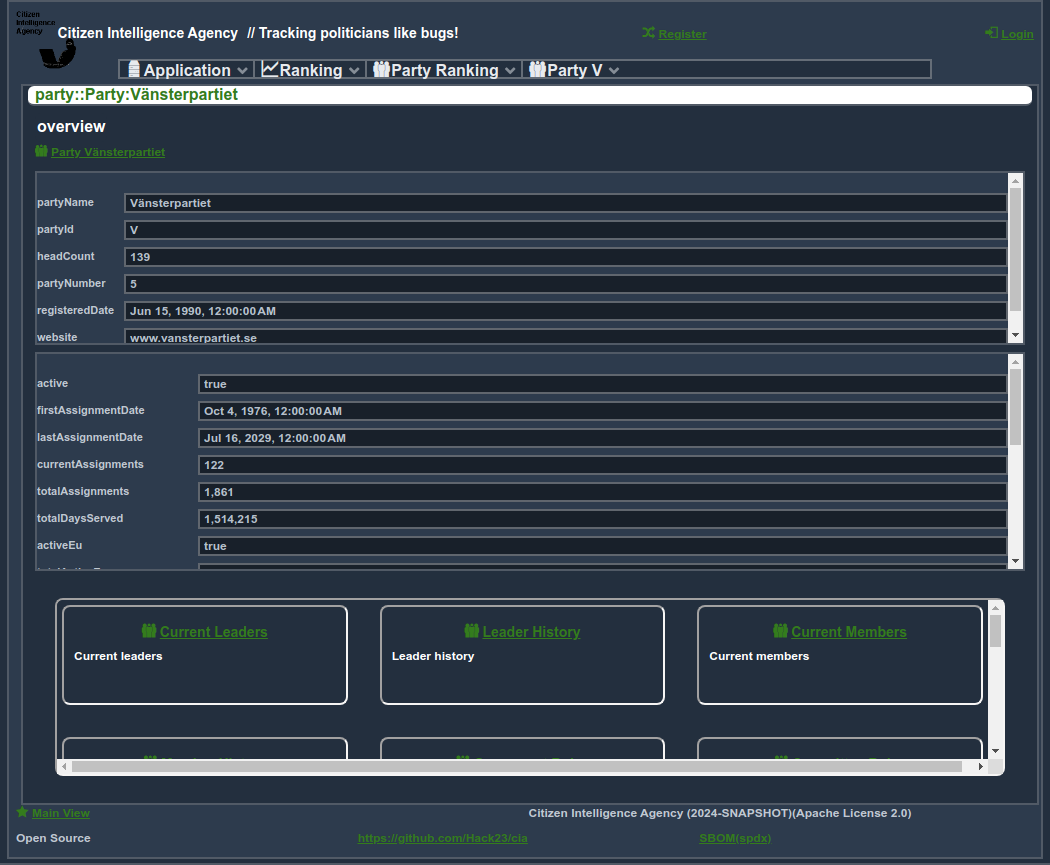 Citizen
Intelligence
Agency
Citizen Intelligence Agency // Tracking politicians like bugs!
Register
Login
Application
Ranking
Party Ranking
Party V
party::Party:Vänsterpartiet
overview
Party Vänsterpartiet
partyName Vänsterpartiet
partyId V
headCount 139
partyNumber 5
registeredDate Jun 15, 1990, 12:00:00 AM
website www.vansterpartiet.se
active true
firstAssignmentDate Oct 4, 1976, 12:00:00 AM
lastAssignmentDate Jul 16, 2029, 12:00:00 AM
currentAssignments 122
totalAssignments 1,861
totalDaysServed 1,514,215
activeEu true
Current Leaders
Current leaders
Leader History
Leader history
Current Members
Current members
Main View
Citizen Intelligence Agency (2024-SNAPSHOT)(Apache License 2.0)
Open Source
https://github.com/Hack23/cia
SBOM(spdx)